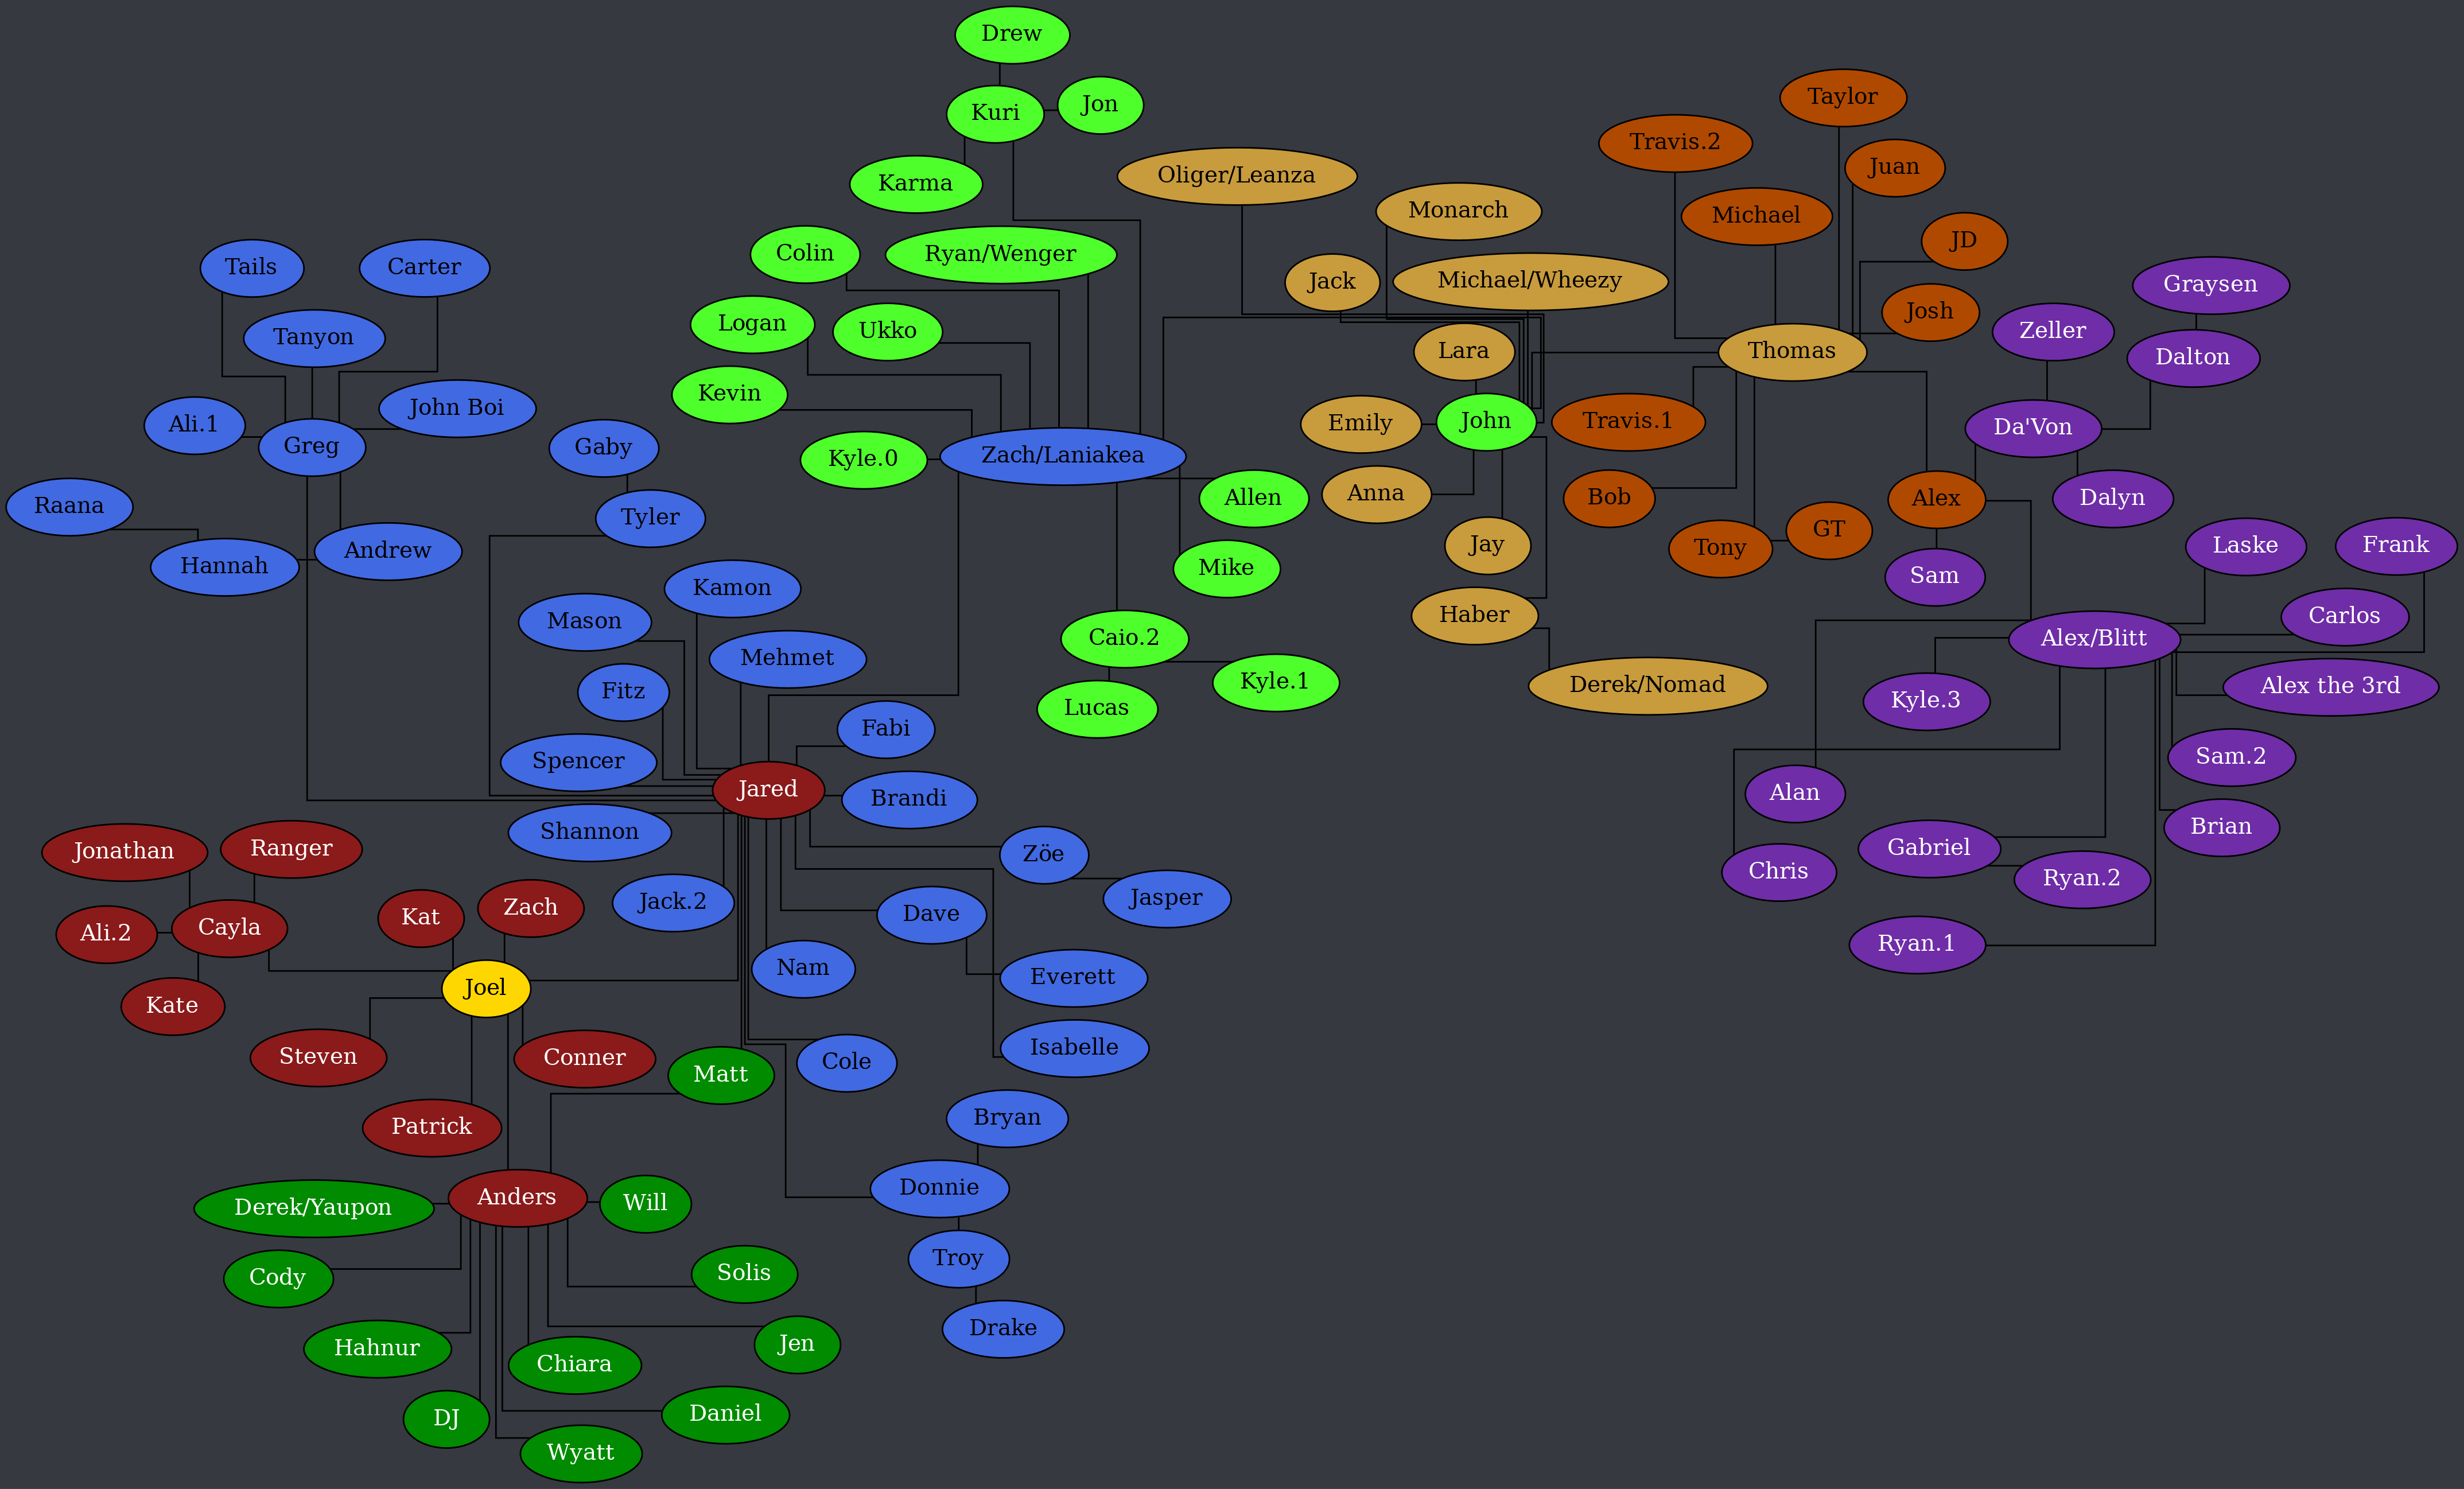 Drew
Kuri
Jon
Karma
Taylor
Travis.2
Juan
Oliger/Leanza
Monarch
Michael
JD
Colin
Ryan/Wenger
Tails
Carter
Jack
Michael/Wheezy
Graysen
Josh
Logan
Ukko
Tanyon
Lara
Thomas
Zeller
Dalton
Kevin
John Boi
Ali.1
Emily
John
Travis.1
Da'Von
Greg
Gaby
Kyle.0
Zach/Laniakea
Raana
Anna
Allen
Bob
Alex
Dalyn
Tyler
GT
Andrew
Jay
Tony
Laske
Frank
Hannah
Mike
Sam
Kamon
Mason
Haber
Carlos
Caio.2
Alex/Blitt
Mehmet
Fitz
Kyle.1
Derek/Nomad
Alex the 3rd
Lucas
Kyle.3
Fabi
Spencer
Sam.2
Jared
Brandi
Alan
Shannon
Brian
Jonathan
Ranger
Zöe
Gabriel
Chris
Ryan.2
Jasper
Jack.2
Kat
Zach
Dave
Ali.2
Cayla
Ryan.1
Nam
Everett
Joel
Kate
Isabelle
Steven
Conner
Cole
Matt
Bryan
Patrick
Donnie
Anders
Will
Derek/Yaupon
Troy
Solis
Cody
Drake
Jen
Hahnur
Chiara
Daniel
DJ
Wyatt